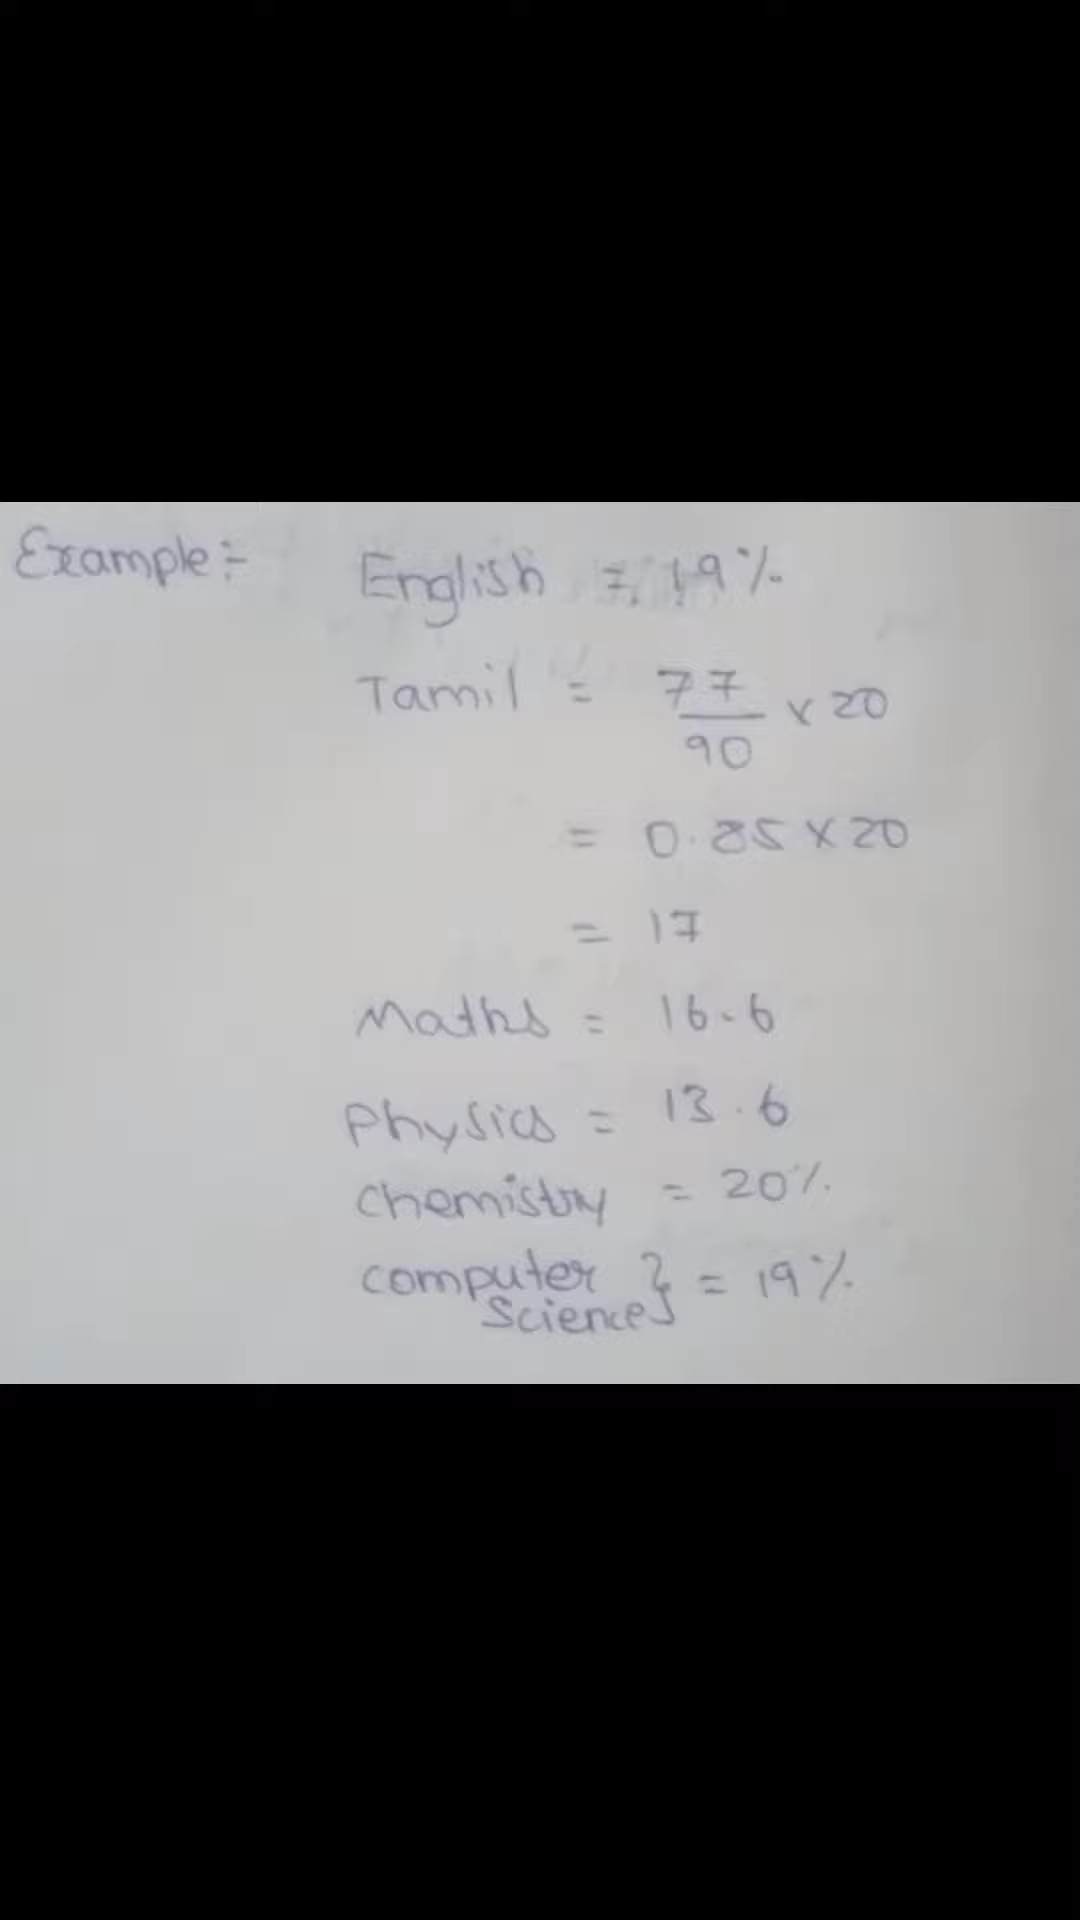 Example:- English = 19%
Tamil = 77/90 x 20
= 0.85 x 20
= 17
Maths = 16.6
Physics = 13.6
Chemistry = 20%
Computer Science } = 19%